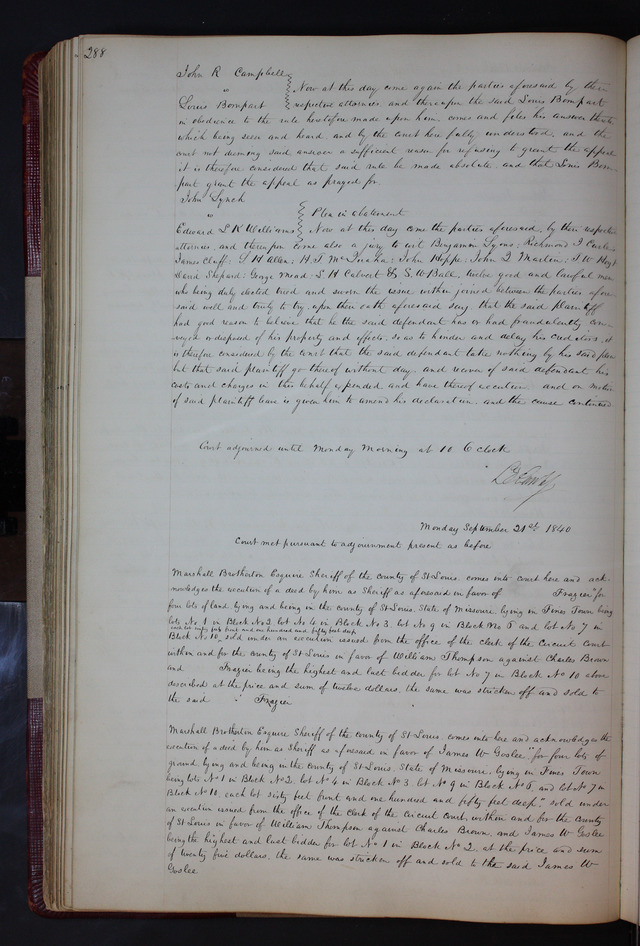 288
John R Campbell
vs
Louis Bompart
Now at this day come again the parties aforesaid by their
respective attornies, and thereupon the said Louis Bompart
in obedience to the rule heretofore made upon him comes and files his answer thereto
which being seen and heard and by the court here fully understood, and the
court not deeming said answer a sufficient reason for refusing to grant the appeal
it is therefore considered that said rule be made absolute, and that Louis Bom
part grant the appeal as prayed for
John Lynch
vs
Edward L K Williams
Plea in abatement
Now at this day come the parties aforesaid by their respective
attornies, and thereupon come also a jury to wit Benjamin Lyons; Richmond J
James Cluff; L H Allen; H. T. John Hoppe; John Q Martin; J W Hoyt
David Shepard; George Mead; L H Calvert & S. W Ball, twelve good and lawful men
who being duly elected tried and sworn the issue within joined between the parties afore
said well and truly to try, upon their oath aforesaid say, that the said plaintiff
had good reason to believe that he the said defendant has or had fraudulently con
veyed or disposed of his property and effects, so as to hinder and delay his creditors, it
is therefore considered by the court that the said defendant take nothing by his said plea
but that said plaintiff go thereof without day, and recover of said defendant his
costs and charges in this behalf expended and have thereof execution, and on motion
of said plaintiff leave is given him to amend his declaration, and the cause continued
Court adjourned until Monday Morning at 10 O clock
Monday September 21st 1840
Court met pursuant to adjournment present as before
Marshall Brotherton Esquire Sheriff of the county of St Louis, comes into court here and ack-
nowledges the execution of a deed by him as Sheriff as aforesaid in favor of Frazier "for
four lots of land lying and being in the county of St Louis, State of Missouri, lying in Fines Town being
lots No 1 in Block No 2 lot No 4 in Block No 3 lot No 9 in Block No 6 and lot No 7 in
each lot sixty feet front and one hundred and fifty feet deep
Block No 10," sold under an execution issued from the office of the clerk of the Circuit Court
within and for the county of St Louis in favor of William Thompson against Charles Brown
and Frazier being the highest and last bidder for lot No 7 in Block No 10 above
described at the price and sum of twelve dollars, the same was stricken off and sold to
the said Frazier
Marshall Brotherton Esquire Sheriff of the county of St Louis, comes into here and acknowledges the
execution of a deed by him as Sheriff as aforesaid in favor of James W Goslee, "for four lots of
ground lying and being in the county of St Louis, State of Missouri, lying in Fines Town
being lots No 1 in Block No 2, lot No 4 in Block No 3 lot No 9 in Block No 6, and lot No 7 in
Block No 10, each lot sixty feet front and one hundred and fifty feet deep," sold under
an execution issued from the office of the clerk of the circuit court, within and for the county
of St Louis in favor of William Thompson against Charles Brown, and James W Goslee
being the highest and last bidder for lot No 1 in Block No 2 at the price and sum
of twenty five dollars, the same was stricken off and sold to the said James W
Goslee